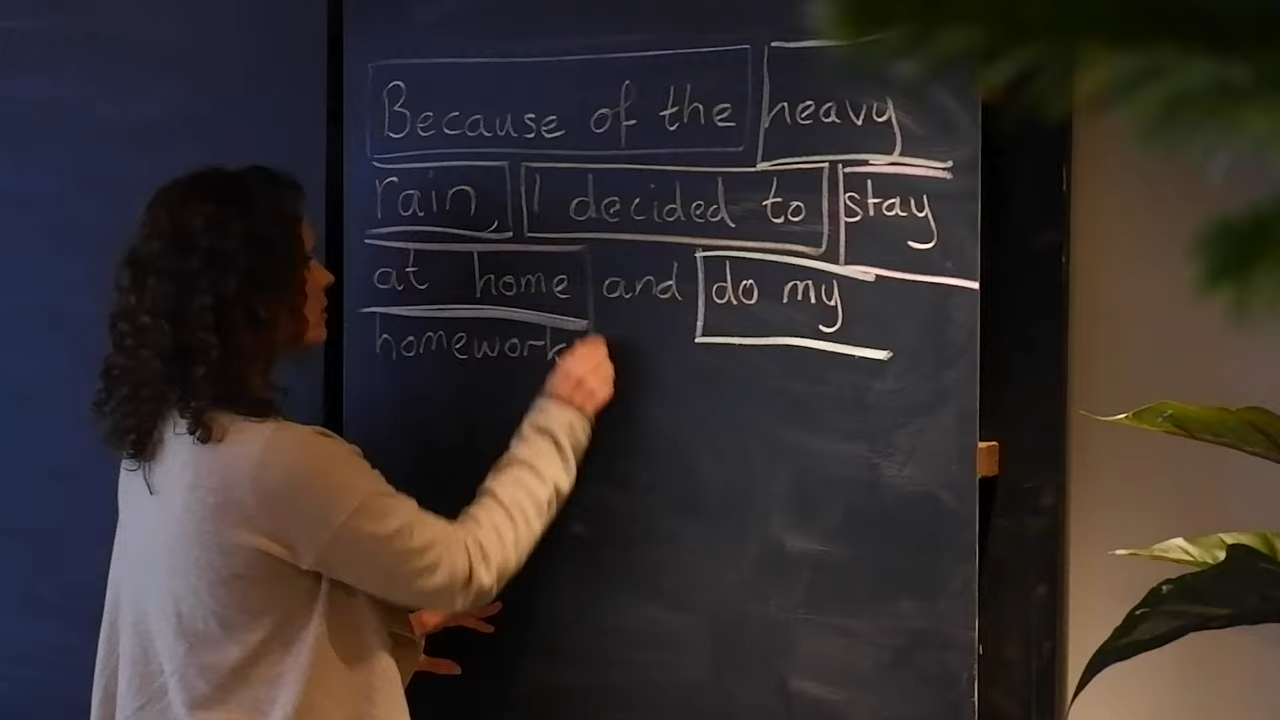 Because of the heavy
rain, I decided to stay
at home and do my
homework